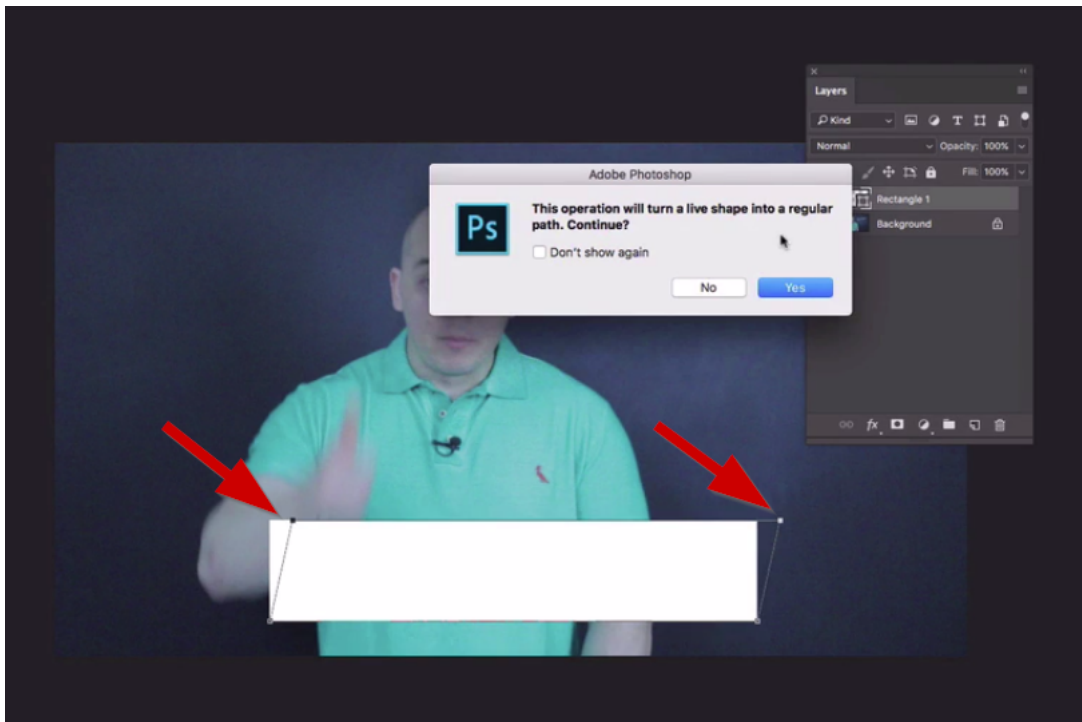 Layers
Kind
Normal
Opacity: 100%
Fill: 100%
Rectangle 1
Background
Adobe Photoshop
Ps
This operation will turn a live shape into a regular
path. Continue?
Don't show again
No
Yes
fx